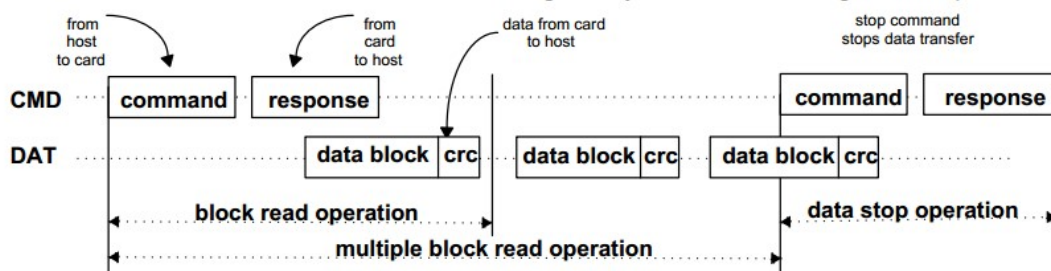 from
host
to card
from
card
to host
data from card
to host
stop command
stops data transfer
CMD command response command response
DAT data block crc data block crc data block crc
block read operation data stop operation
multiple block read operation